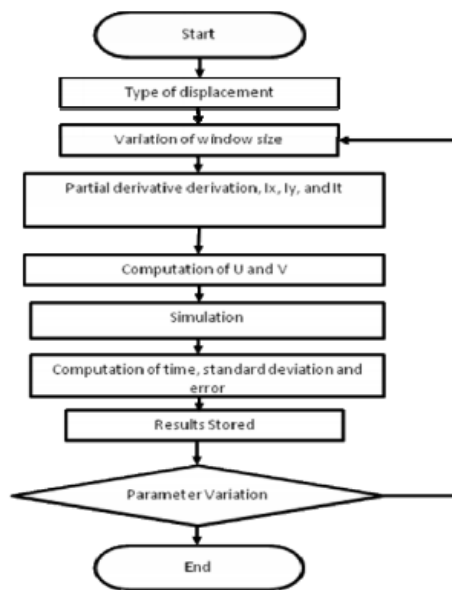 Start
Type of displacement
Variation of window size
Partial derivative derivation, Ix, Iy, and It
Computation of U and V
Simulation
Computation of time, standard deviation and
error
Results Stored
Parameter Variation
End